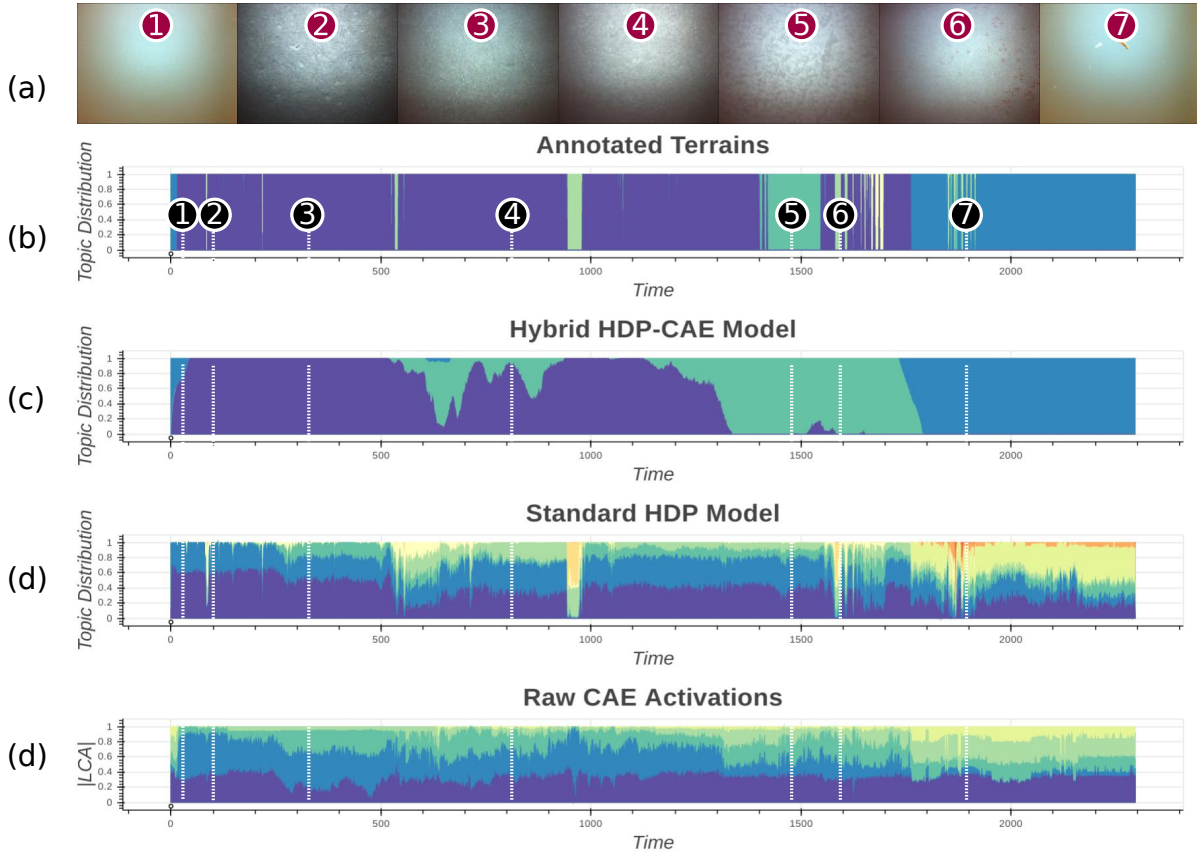 (a)
1 2 3 4 5 6 7
Annotated Terrains
(b)
Topic Distribution
1
0.8
0.6
0.4
0.2
0
1 2 3 4 5 6 7
0 500 1000 1500 2000
Time
Hybrid HDP-CAE Model
(c)
Topic Distribution
1
0.8
0.6
0.4
0.2
0
0 500 1000 1500 2000
Time
Standard HDP Model
(d)
Topic Distribution
1
0.8
0.6
0.4
0.2
0
0 500 1000 1500 2000
Time
Raw CAE Activations
(d)
|LCA|
1
0.8
0.6
0.4
0.2
0
0 500 1000 1500 2000
Time